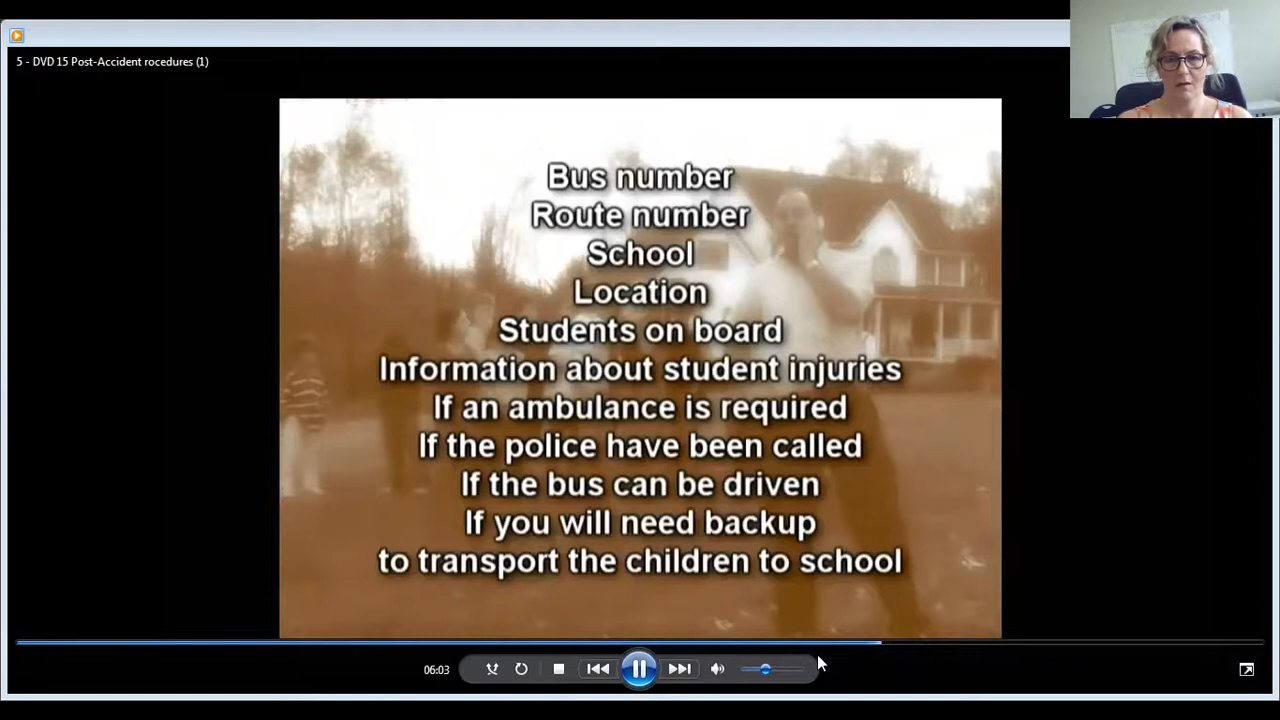 5 - DVD 15 Post-Accident rocedures (1)
Bus number
Route number
School
Location
Students on board
Information about student injuries
If an ambulance is required
If the police have been called
If the bus can be driven
If you will need backup
to transport the children to school
06:03